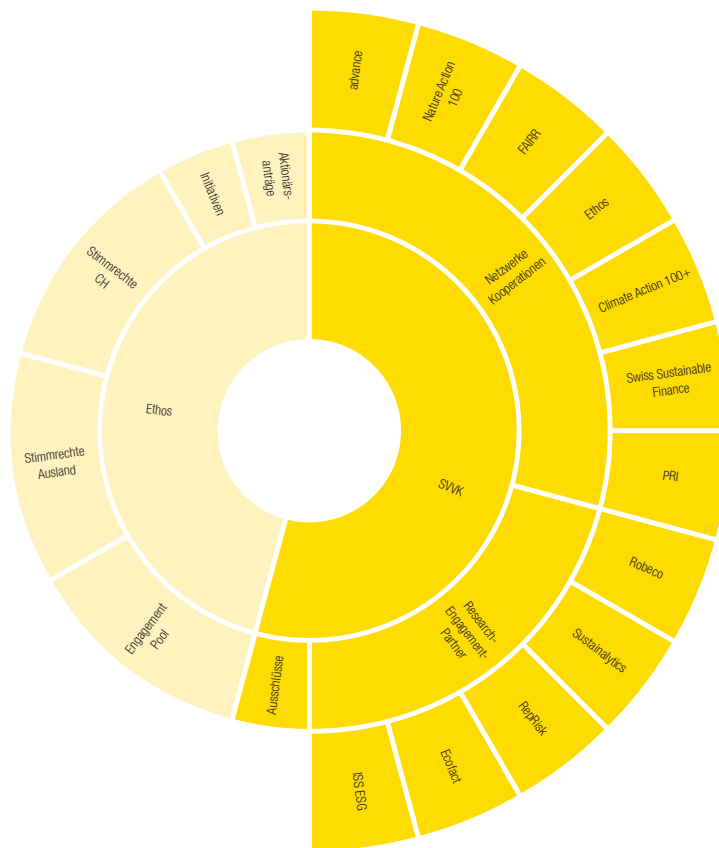 advance
Nature Action
100
FAIRR
Ethos
Climate Action 100+
Swiss Sustainable
Finance
PRI
Robeco
Sustainalytics
RepRisk
Ecofact
ISS ESG
Netzwerke
Kooperationen
Research-
Engagement-
Partner
Ausschlüsse
SVVK
Ethos
Aktionärs-
anträge
Initiativen
Stimmrechte
CH
Stimmrechte
Ausland
Engagement
Pool